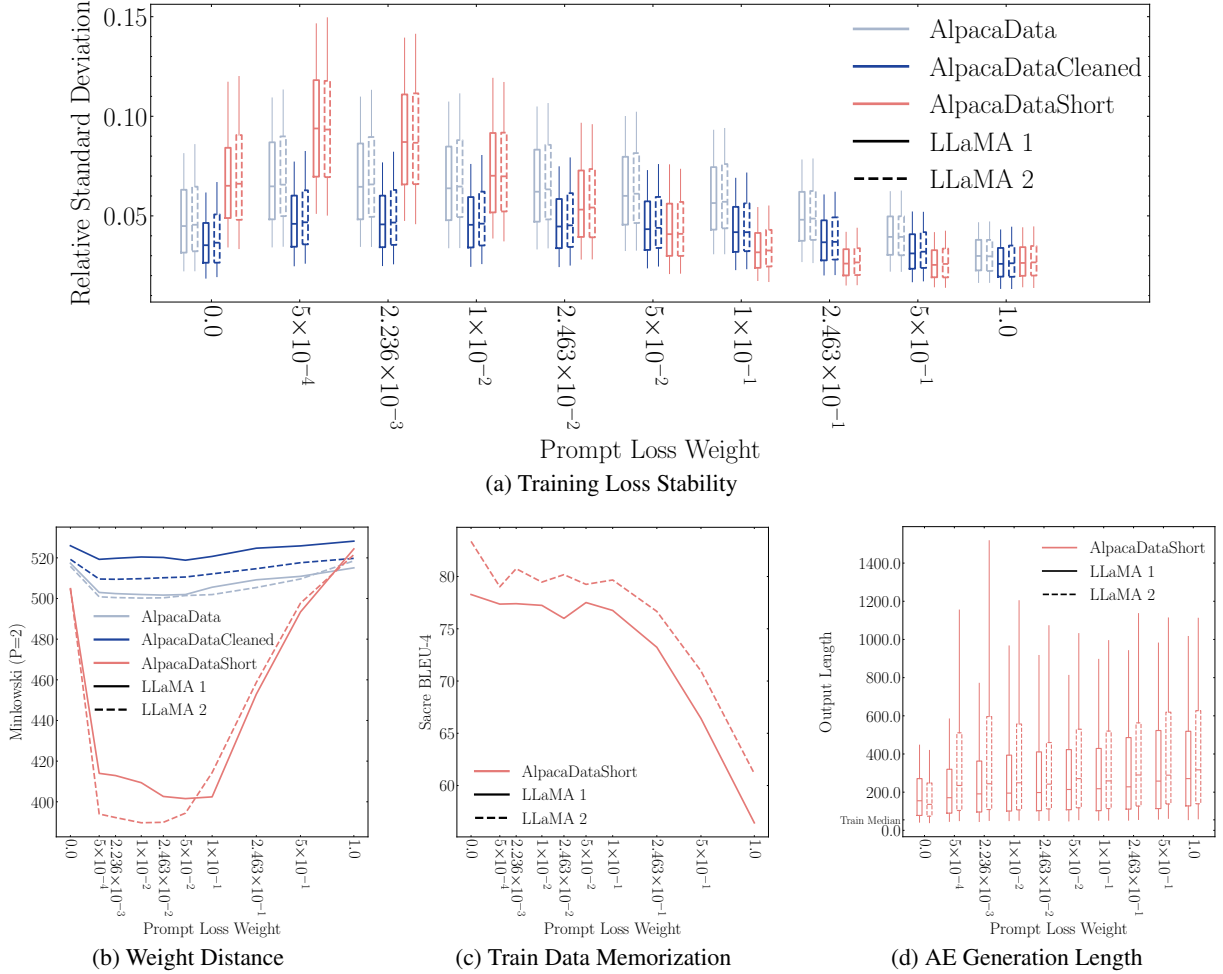 Relative Standard Deviation
0.15
0.10
0.05
AlpacaData
AlpacaDataCleaned
AlpacaDataShort
LLaMA 1
LLaMA 2
0.0
5×10⁻⁴
2.236×10⁻³
1×10⁻²
2.463×10⁻²
5×10⁻²
1×10⁻¹
2.463×10⁻¹
5×10⁻¹
1.0
Prompt Loss Weight
(a) Training Loss Stability
Minkowski (P=2)
520
500
480
460
440
420
400
AlpacaData
AlpacaDataCleaned
AlpacaDataShort
LLaMA 1
LLaMA 2
0.0
5×10⁻⁴
2.236×10⁻³
1×10⁻²
2.463×10⁻²
5×10⁻²
1×10⁻¹
2.463×10⁻¹
5×10⁻¹
1.0
Prompt Loss Weight
(b) Weight Distance
Sacre BLEU-4
80
75
70
65
60
AlpacaDataShort
LLaMA 1
LLaMA 2
0.0
5×10⁻⁴
2.236×10⁻³
1×10⁻²
2.463×10⁻²
5×10⁻²
1×10⁻¹
2.463×10⁻¹
5×10⁻¹
1.0
Prompt Loss Weight
(c) Train Data Memorization
Output Length
1400.0
1200.0
1000.0
800.0
600.0
400.0
200.0
Train Median
0.0
AlpacaDataShort
LLaMA 1
LLaMA 2
0.0
5×10⁻⁴
2.236×10⁻³
1×10⁻²
2.463×10⁻²
5×10⁻²
1×10⁻¹
2.463×10⁻¹
5×10⁻¹
1.0
Prompt Loss Weight
(d) AE Generation Length